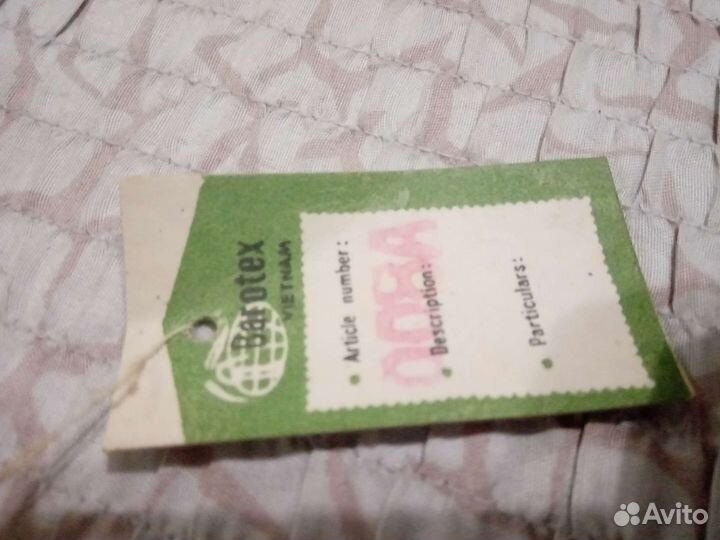 Barotex
VIETNAM
Article number:
Description:
Particulars:
Avito